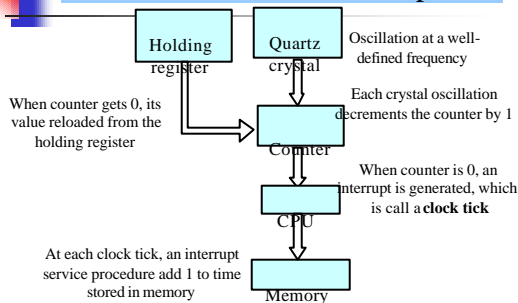 Holding
register
Quartz
crystal
Oscillation at a well-
defined frequency
When counter gets 0, its
value reloaded from the
holding register
Each crystal oscillation
decrements the counter by 1
Counter
When counter is 0, an
interrupt is generated, which
is call a clock tick
CPU
At each clock tick, an interrupt
service procedure add 1 to time
stored in memory
Memory